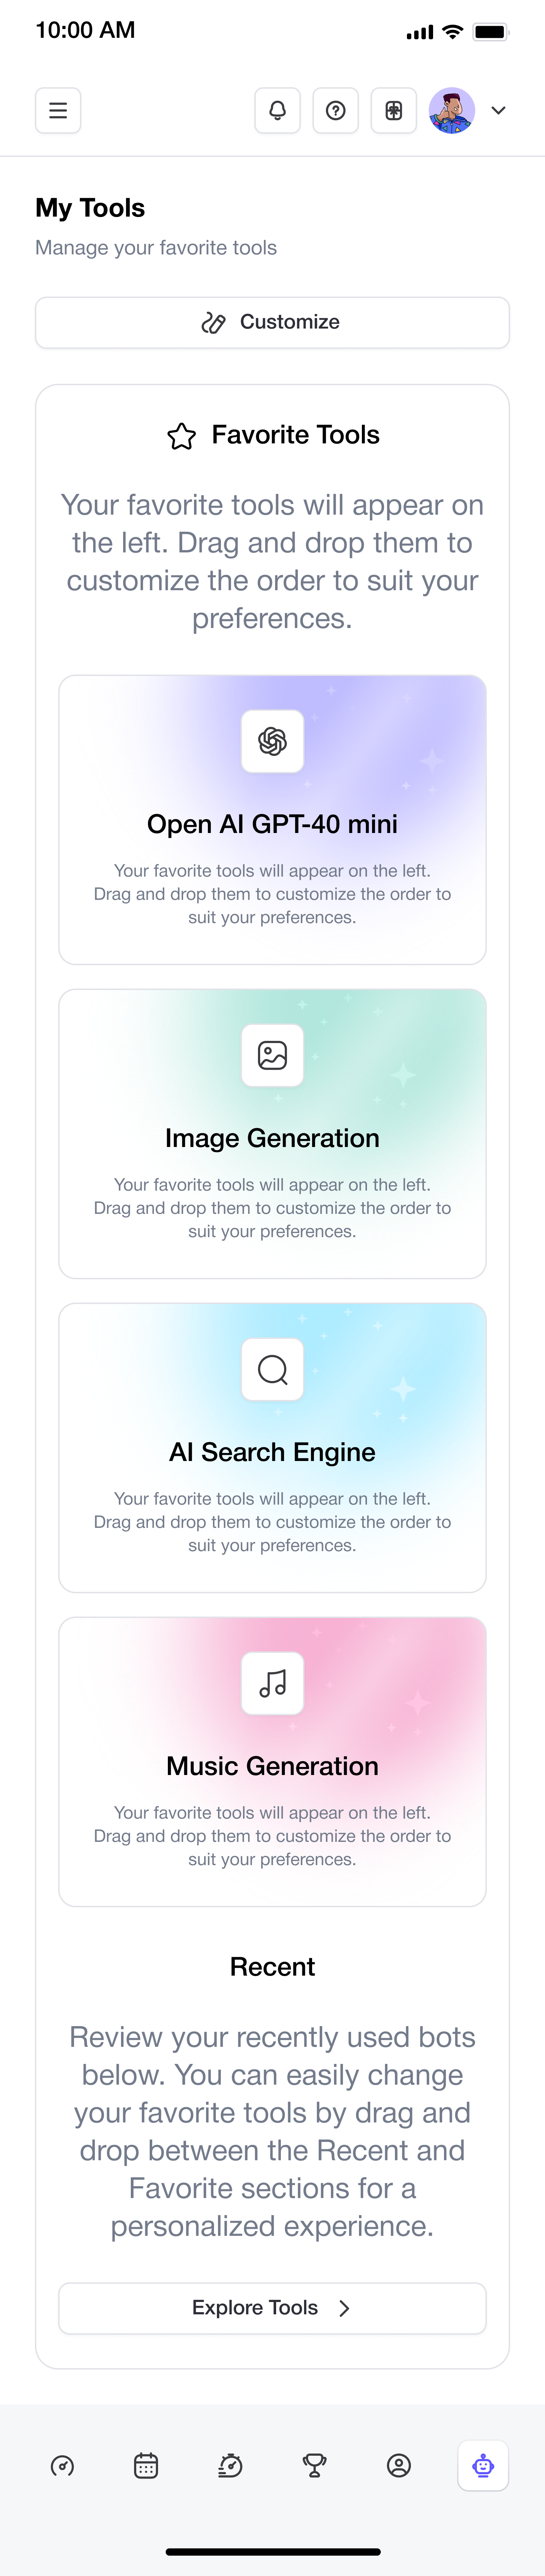 10:00 AM
My Tools
Manage your favorite tools
Customize
Favorite Tools
Your favorite tools will appear on
the left. Drag and drop them to
customize the order to suit your
preferences.
Open AI GPT-40 mini
Your favorite tools will appear on the left.
Drag and drop them to customize the order to
suit your preferences.
Image Generation
Your favorite tools will appear on the left.
Drag and drop them to customize the order to
suit your preferences.
AI Search Engine
Your favorite tools will appear on the left.
Drag and drop them to customize the order to
suit your preferences.
Music Generation
Your favorite tools will appear on the left.
Drag and drop them to customize the order to
suit your preferences.
Recent
Review your recently used bots
below. You can easily change
your favorite tools by drag and
drop between the Recent and
Favorite sections for a
personalized experience.
Explore Tools